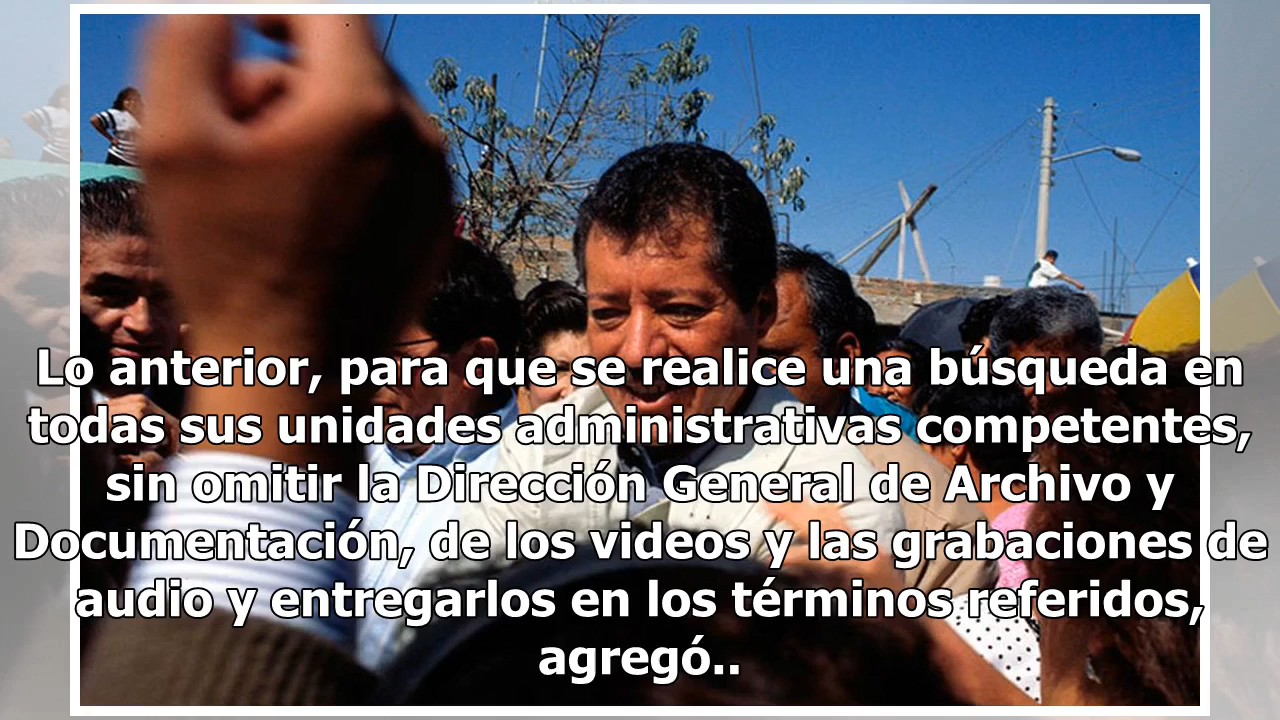 Lo anterior, para que se realice una búsqueda en
todas sus unidades administrativas competentes,
sin omitir la Dirección General de Archivo y
Documentación, de los videos y las grabaciones de
audio y entregarlos en los términos referidos,
agregó..